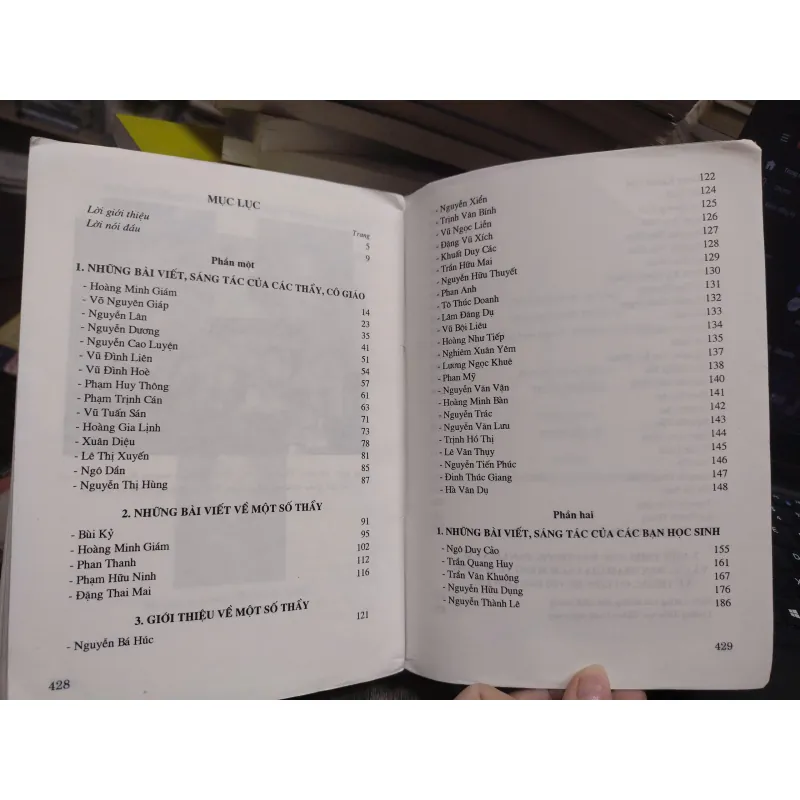 MỤC LỤC
Trang
Lời giới thiệu 5
Lời nói đầu 9
Phần một
1. NHỮNG BÀI VIẾT, SÁNG TÁC CỦA CÁC THẦY, CÔ GIÁO
- Hoàng Minh Giám 14
- Võ Nguyên Giáp 23
- Nguyễn Lân 35
- Nguyễn Dương 41
- Nguyễn Cao Luyện 51
- Vũ Đình Liên 54
- Vũ Đình Hoè 57
- Phạm Huy Thông 61
- Phạm Trịnh Cán 63
- Vũ Tuấn Sán 71
- Hoàng Gia Lịnh 73
- Xuân Diệu 78
- Lê Thị Xuyến 81
- Ngô Dần 85
- Nguyễn Thị Hùng 87
2. NHỮNG BÀI VIẾT VỀ MỘT SỐ THẦY
- Bùi Kỷ 91
- Hoàng Minh Giám 95
- Phan Thanh 102
- Phạm Hữu Ninh 112
- Đặng Thai Mai 116
3. GIỚI THIỆU VỀ MỘT SỐ THẦY
- Nguyễn Bá Húc 121
428
- Nguyễn Xiển 122
- Trịnh Văn Bính 124
- Vũ Ngọc Liễn 125
- Đặng Vũ Xích 126
- Khuất Duy Các 127
- Trần Hữu Mai 128
- Nguyễn Hữu Thuyết 129
- Phan Anh 130
- Tô Thúc Doanh 131
- Lâm Đăng Dụ 132
- Vũ Bội Liêu 133
- Hoàng Như Tiếp 134
- Nghiêm Xuân Yêm 135
- Lương Ngọc Khuê 137
- Phan Mỹ 138
- Nguyễn Văn Vận 140
- Hoàng Minh Bàn 141
- Nguyễn Trác 142
- Nguyễn Văn Lưu 143
- Trịnh Hồ Thị 144
- Lê Văn Thụy 145
- Nguyễn Tiến Phúc 146
- Đinh Thúc Giang 147
- Hà Văn Dụ 148
Phần hai
1. NHỮNG BÀI VIẾT, SÁNG TÁC CỦA CÁC BẠN HỌC SINH
- Ngô Duy Cảo 155
- Trần Quang Huy 161
- Trần Văn Khuông 167
- Nguyễn Hữu Dụng 176
- Nguyễn Thành Lê 186
429